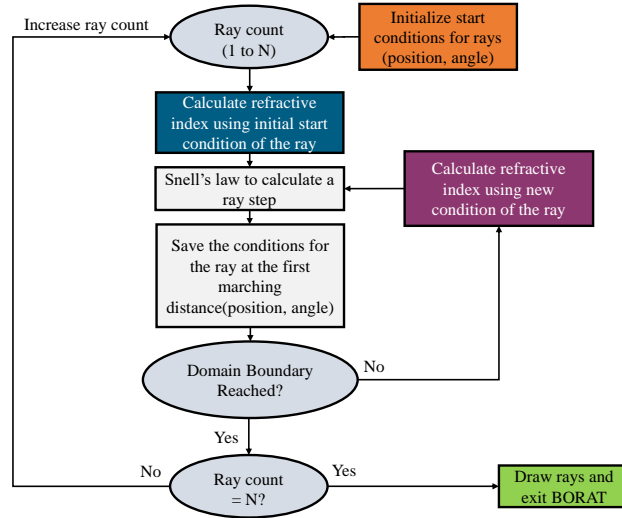 Increase ray count
Ray count
(1 to N)
Initialize start
conditions for rays
(position, angle)
Calculate refractive
index using initial start
condition of the ray
Snell's law to calculate a
ray step
Calculate refractive
index using new
condition of the ray
Save the conditions for
the ray at the first
marching
distance(position, angle)
Domain Boundary
Reached?
No
Yes
No
Ray count
= N?
Yes
Draw rays and
exit BORAT